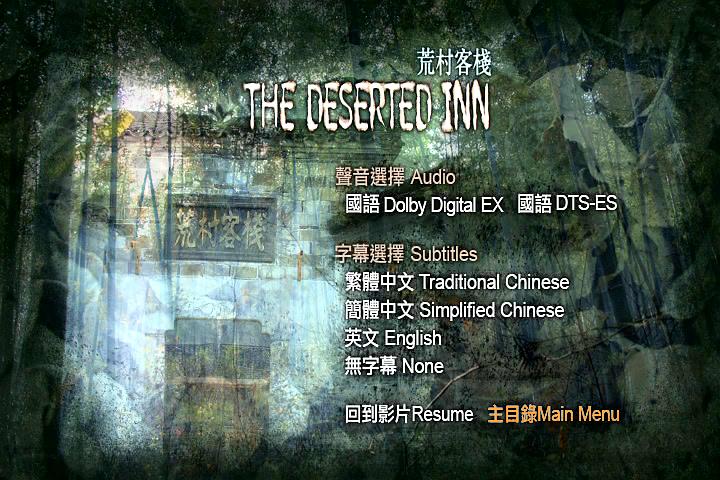 荒村客棧
THE DESERTED INN
聲音選擇 Audio
國語 Dolby Digital EX 國語 DTS-ES
荒村客棧
字幕選擇 Subtitles
繁體中文 Traditional Chinese
簡體中文 Simplified Chinese
英文 English
無字幕 None
回到影片Resume 主目錄Main Menu